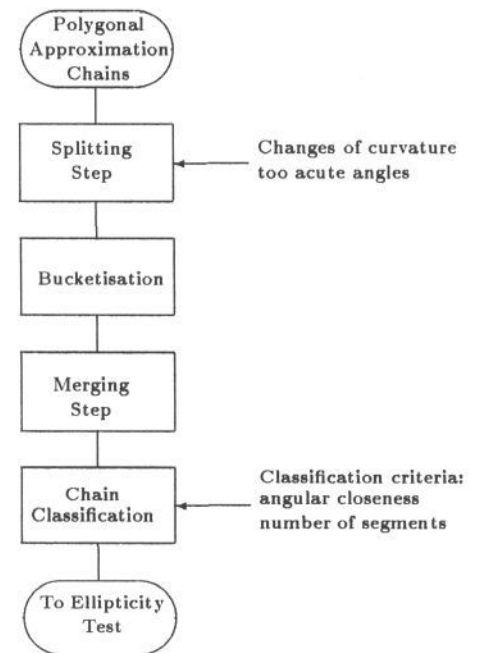 Polygonal
Approximation
Chains
Splitting
Step
Changes of curvature
too acute angles
Bucketisation
Merging
Step
Chain
Classification
Classification criteria:
angular closeness
number of segments
To Ellipticity
Test